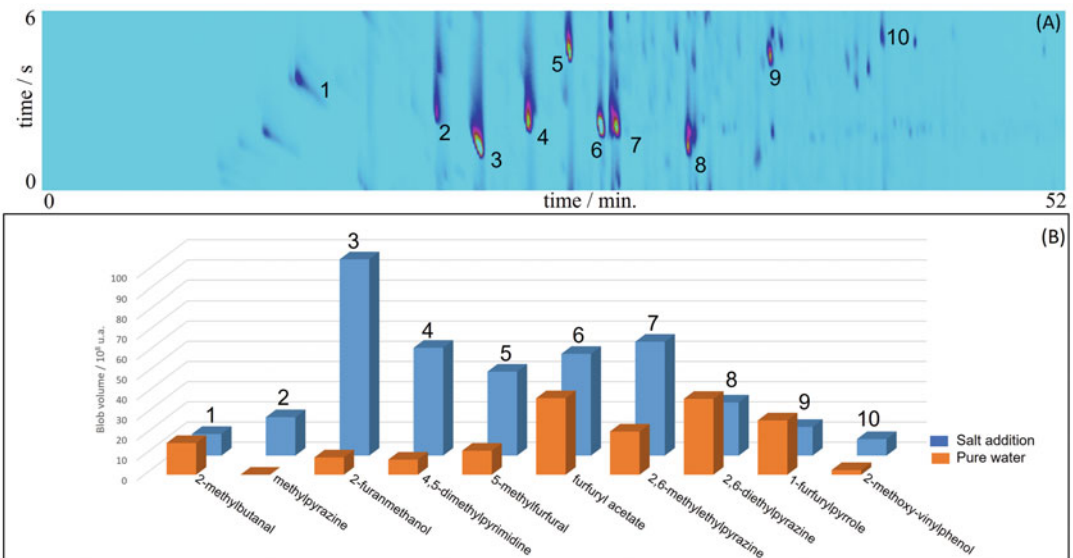 6
(A)
time / s
0
1
2
3
4
5
6
7
8
9
10
0
time / min.
52
(B)
Blob volume / 10⁸ u.a.
100
90
80
70
60
50
40
30
20
10
0
1
2
3
4
5
6
7
8
9
10
Salt addition
Pure water
2-methylbutanal
methylpyrazine
2-furanmethanol
4,5-dimethylpyrimidine
5-methylfurfural
furfuryl acetate
2,6-methylethylpyrazine
2,6-diethylpyrazine
1-furfurylpyrrole
2-methoxy-vinylphenol